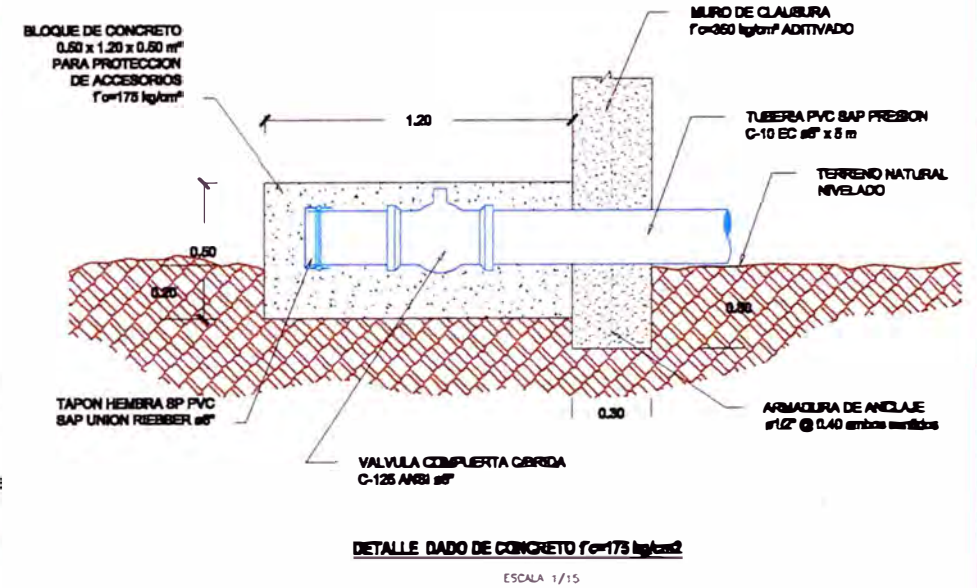 BLOQUE DE CONCRETO
0.50 x 1.20 x 0.50 m³
PARA PROTECCION
DE ACCESORIOS
f'c=175 kg/cm²
MURO DE CLAUSURA
f'c=350 kg/cm² ADITIVADO
1.20
TUBERIA PVC SAP PRESION
C-10 EC ø6" x 5 m
TERRENO NATURAL
NIVELADO
0.50
0.20
TAPON HEMBRA SP PVC
SAP UNION RIEBER ø6"
0.30
ARMADURA DE ANCLAJE
ø1/2" @ 0.40 ambos sentidos
VALVULA COMPUERTA C/BRIDA
C-125 ANSI ø6"
DETALLE DADO DE CONCRETO f'c=175 kg/cm2
ESCALA 1/15